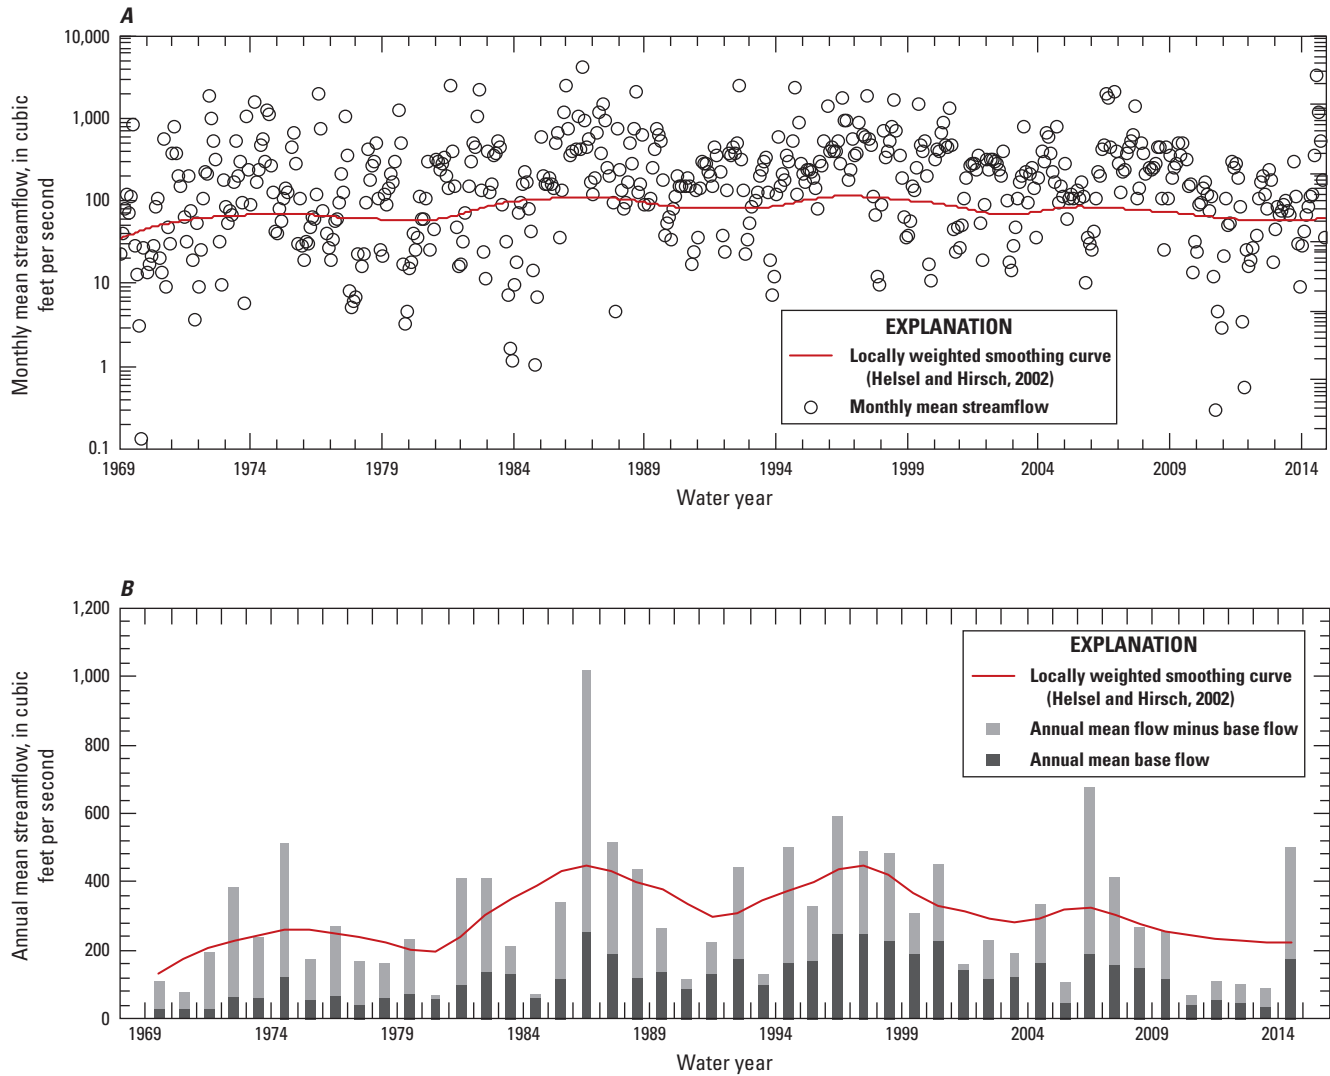 A
10,000
1,000
100
10
1
0.1
Monthly mean streamflow, in cubic
feet per second
EXPLANATION
Locally weighted smoothing curve
(Helsel and Hirsch, 2002)
Monthly mean streamflow
1969 1974 1979 1984 1989 1994 1999 2004 2009 2014
Water year
B
1,200
1,000
800
600
400
200
0
Annual mean streamflow, in cubic
feet per second
EXPLANATION
Locally weighted smoothing curve
(Helsel and Hirsch, 2002)
Annual mean flow minus base flow
Annual mean base flow
1969 1974 1979 1984 1989 1994 1999 2004 2009 2014
Water year